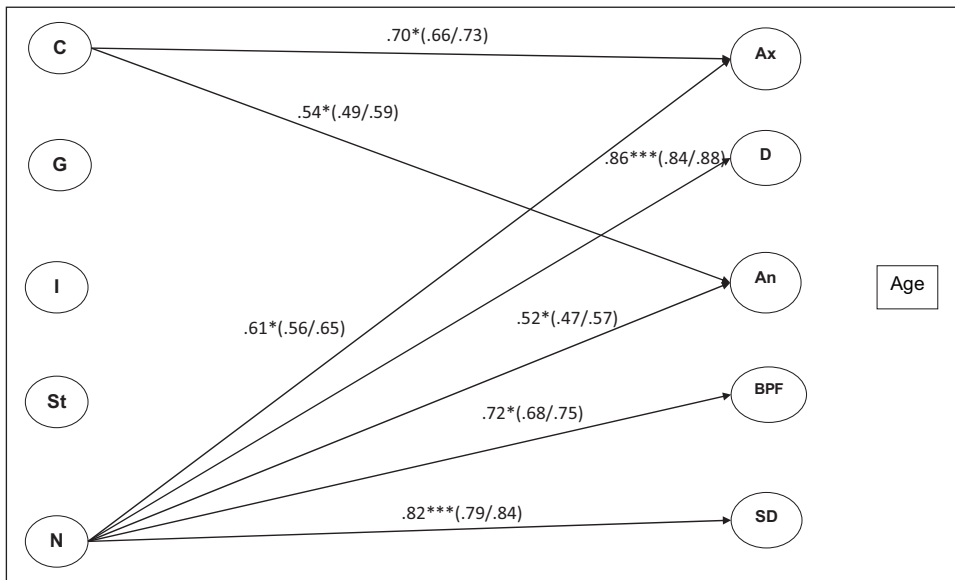 C
.70*(.66/.73)
Ax
.54*(.49/.59)
G
.86***(.84/.88)
D
I
An
Age
.61*(.56/.65)
.52*(.47/.57)
St
.72*(.68/.75)
BPF
N
.82***(.79/.84)
SD